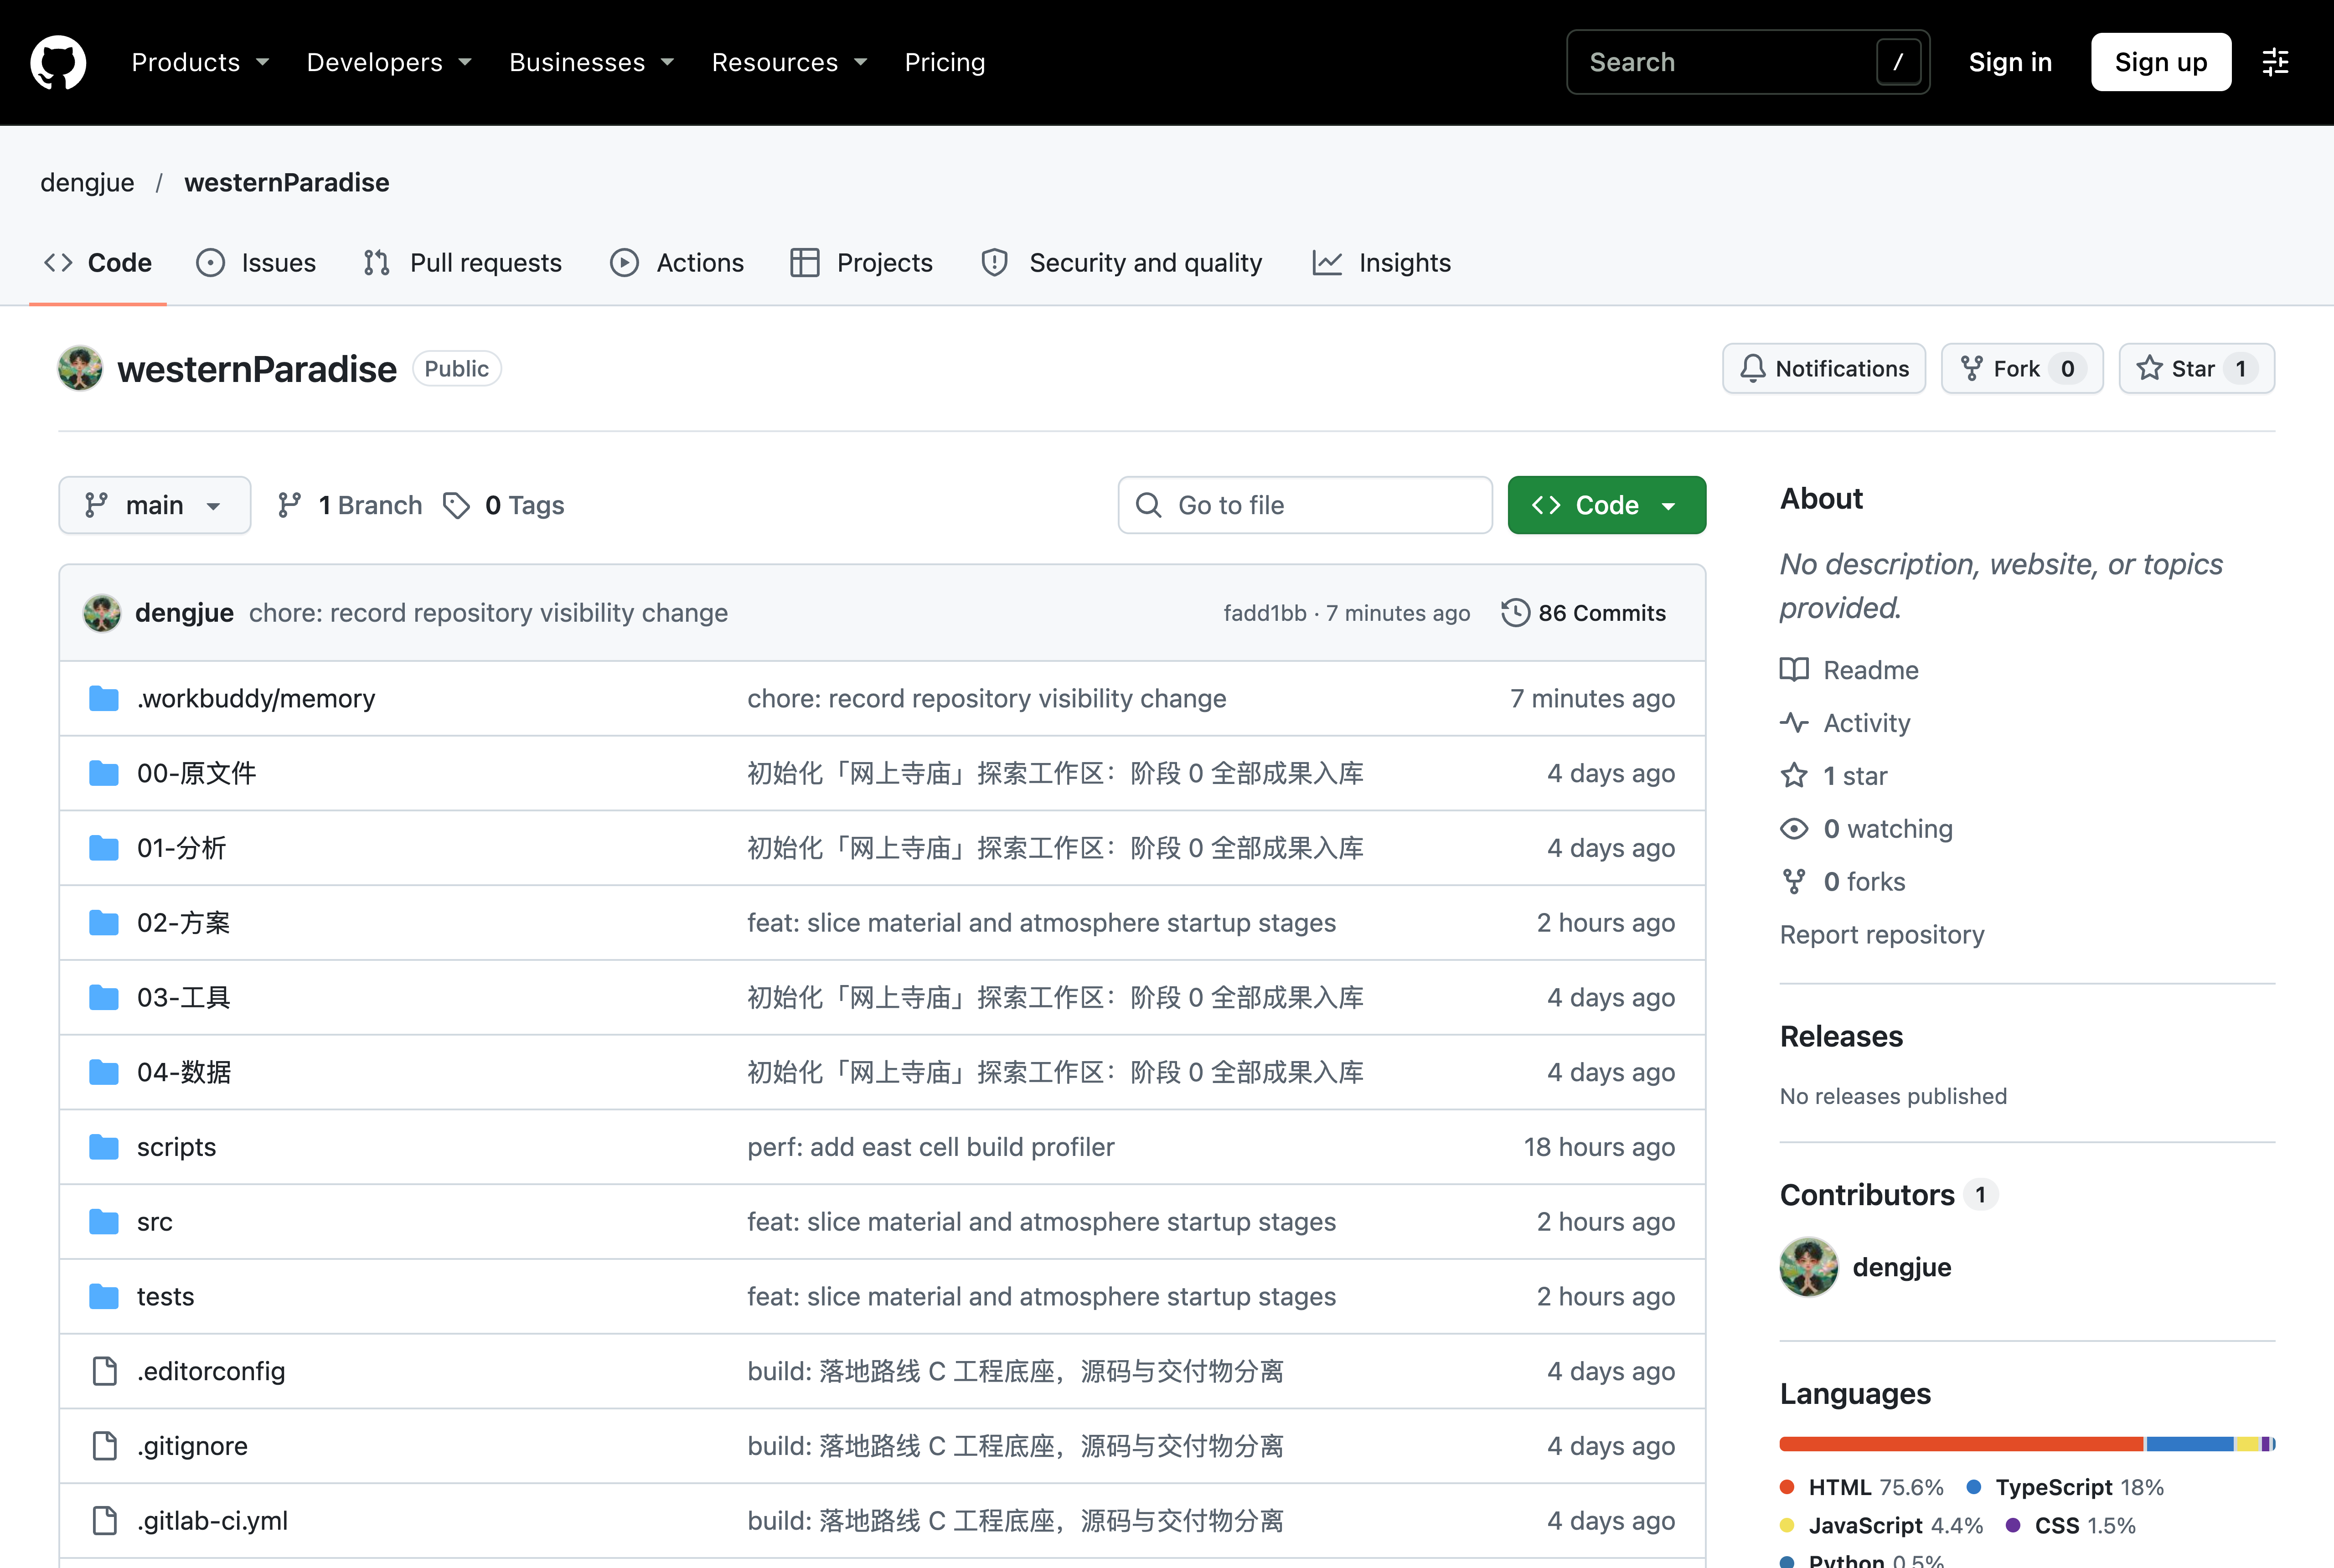 Products Developers Businesses Resources Pricing Search / Sign in Sign up
dengjue / westernParadise
Code Issues Pull requests Actions Projects Security and quality Insights
westernParadise Public Notifications Fork 0 Star 1
main 1 Branch 0 Tags Go to file Code
dengjue chore: record repository visibility change fadd1bb · 7 minutes ago 86 Commits
.workbuddy/memory chore: record repository visibility change 7 minutes ago
00-原文件 初始化「网上寺庙」探索工作区：阶段 0 全部成果入库 4 days ago
01-分析 初始化「网上寺庙」探索工作区：阶段 0 全部成果入库 4 days ago
02-方案 feat: slice material and atmosphere startup stages 2 hours ago
03-工具 初始化「网上寺庙」探索工作区：阶段 0 全部成果入库 4 days ago
04-数据 初始化「网上寺庙」探索工作区：阶段 0 全部成果入库 4 days ago
scripts perf: add east cell build profiler 18 hours ago
src feat: slice material and atmosphere startup stages 2 hours ago
tests feat: slice material and atmosphere startup stages 2 hours ago
.editorconfig build: 落地路线 C 工程底座，源码与交付物分离 4 days ago
.gitignore build: 落地路线 C 工程底座，源码与交付物分离 4 days ago
.gitlab-ci.yml build: 落地路线 C 工程底座，源码与交付物分离 4 days ago
About
No description, website, or topics
provided.
Readme
Activity
1 star
0 watching
0 forks
Report repository
Releases
No releases published
Contributors 1
dengjue
Languages
HTML 75.6% TypeScript 18%
JavaScript 4.4% CSS 1.5%
Python 0.5%